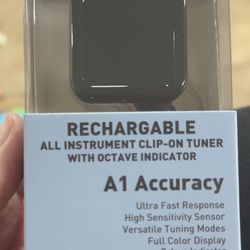 RECHARGABLE
ALL INSTRUMENT CLIP-ON TUNER
WITH OCTAVE INDICATOR
A1 Accuracy
Ultra Fast Response
High Sensitivity Sensor
Versatile Tuning Modes
Full Color Display